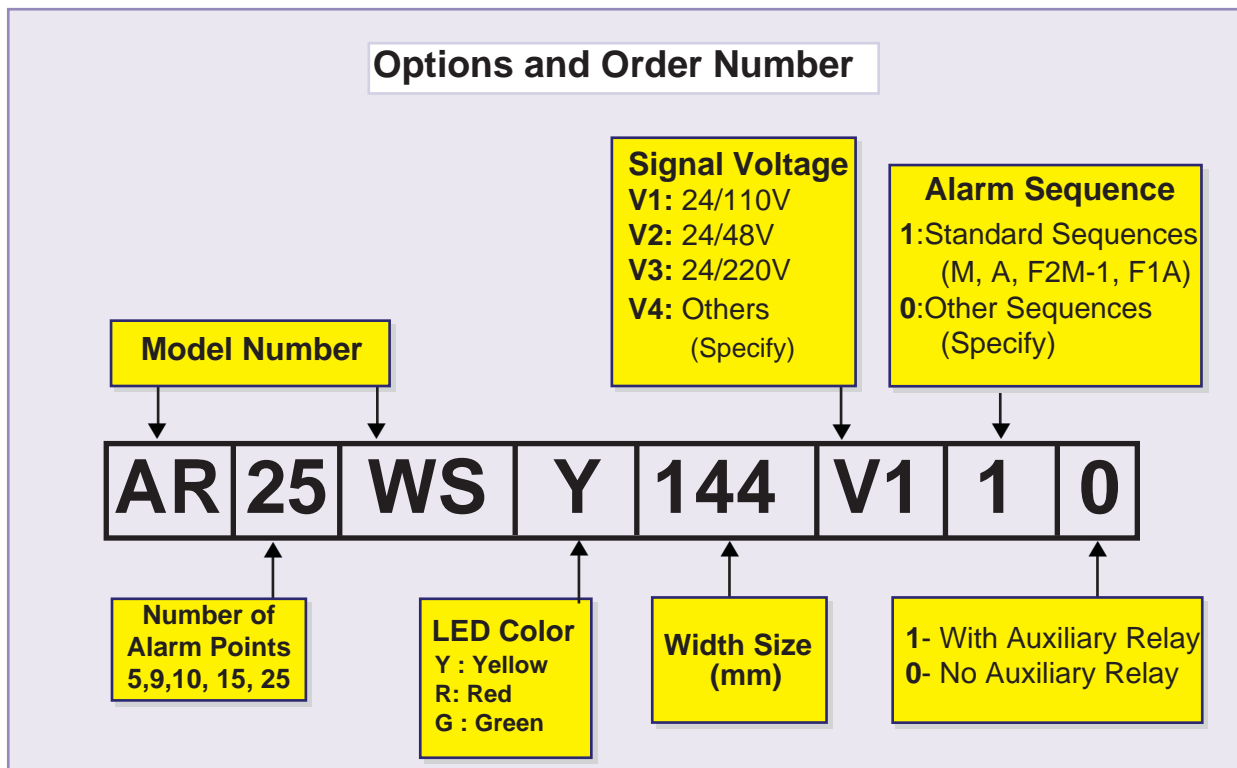 Options and Order Number
Signal Voltage
V1: 24/110V
V2: 24/48V
V3: 24/220V
V4: Others
(Specify)
Alarm Sequence
1:Standard Sequences
(M, A, F2M-1, F1A)
0:Other Sequences
(Specify)
Model Number
AR 25 WS Y 144 V1 1 0
Number of
Alarm Points
5,9,10, 15, 25
LED Color
Y : Yellow
R: Red
G : Green
Width Size
(mm)
1- With Auxiliary Relay
0- No Auxiliary Relay